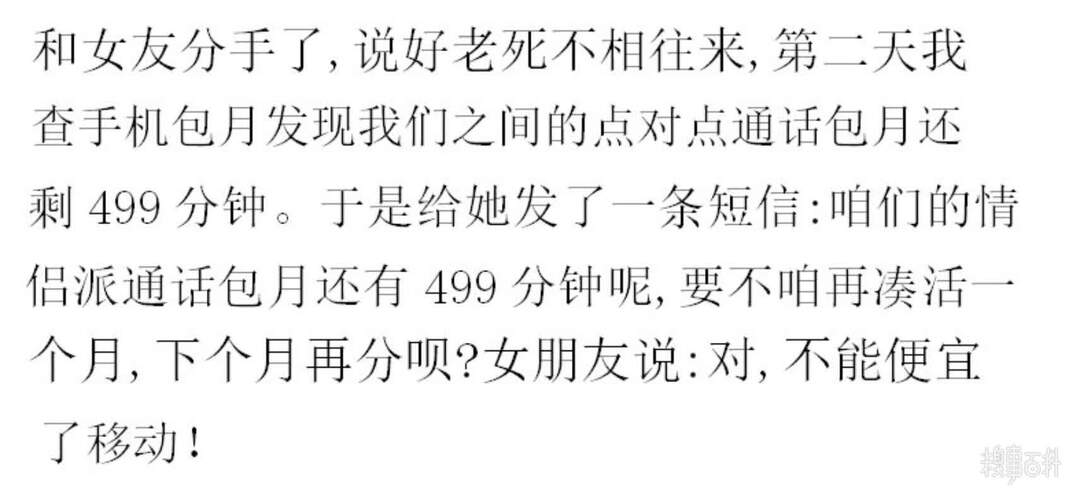 和女友分手了,说好老死不相往来,第二天我
查手机包月发现我们之间的点对点通话包月还
剩 499 分钟。于是给她发了一条短信:咱们的情
侣派通话包月还有 499 分钟呢,要不咱再凑活一
个月,下个月再分呗?女朋友说:对,不能便宜
了移动!